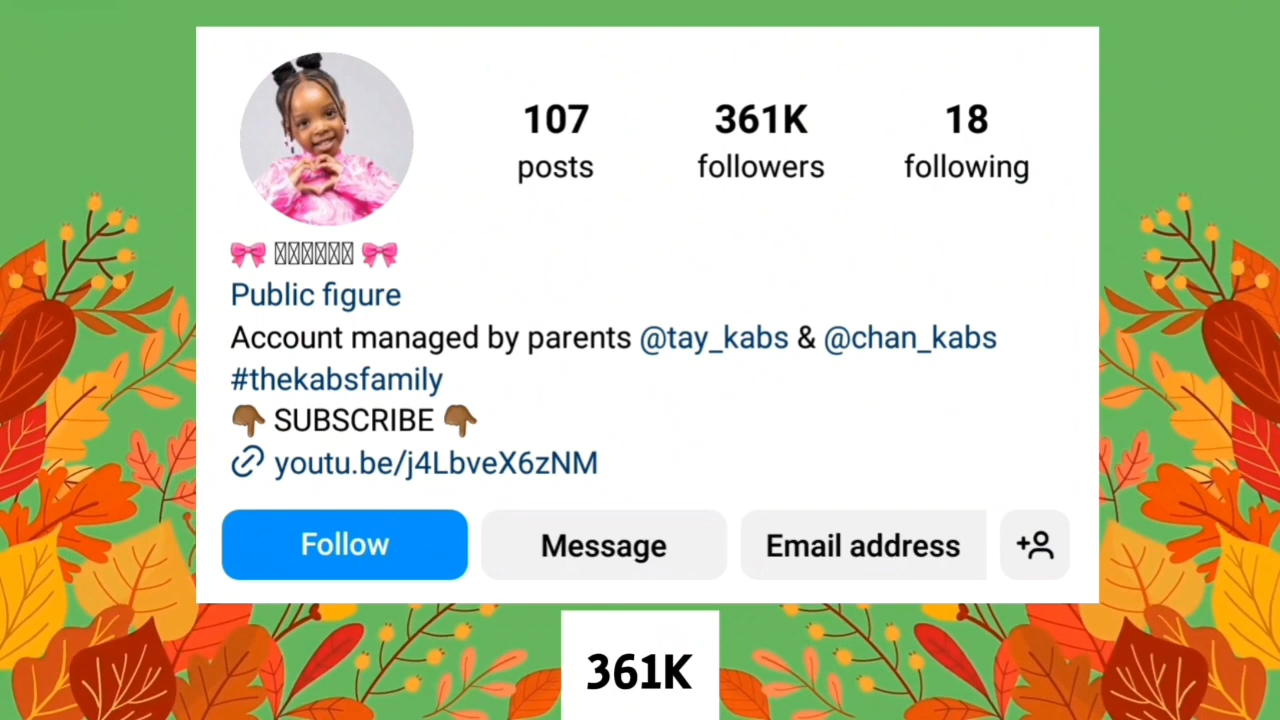 107 361K 18
posts followers following
Public figure
Account managed by parents @tay_kabs & @chan_kabs
#thekabsfamily
SUBSCRIBE
youtu.be/j4LbveX6zNM
Follow Message Email address
361K